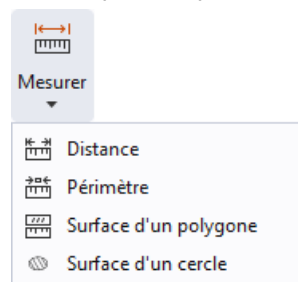 Mesurer
Distance
Périmètre
Surface d'un polygone
Surface d'un cercle